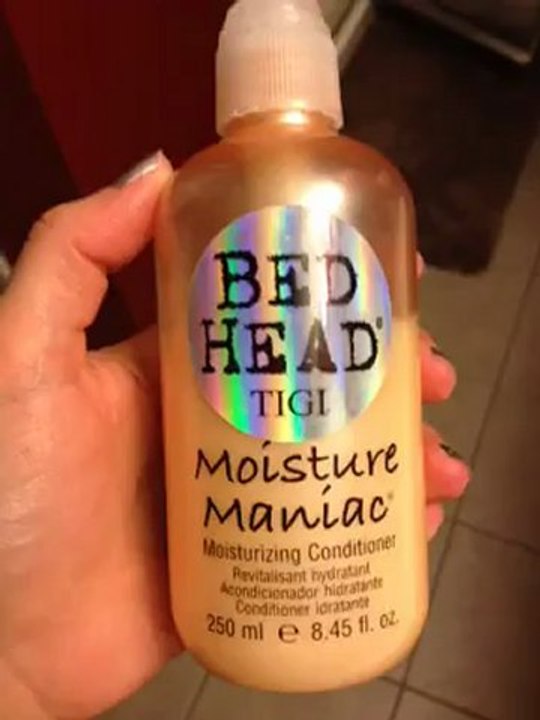 BED
HEAD®
TIGI
Moisture
Maniac®
Moisturizing Conditioner
Revitalisant hydratant
Acondicionador hidratante
Conditioner idratante
250 ml ℮ 8.45 fl. oz.